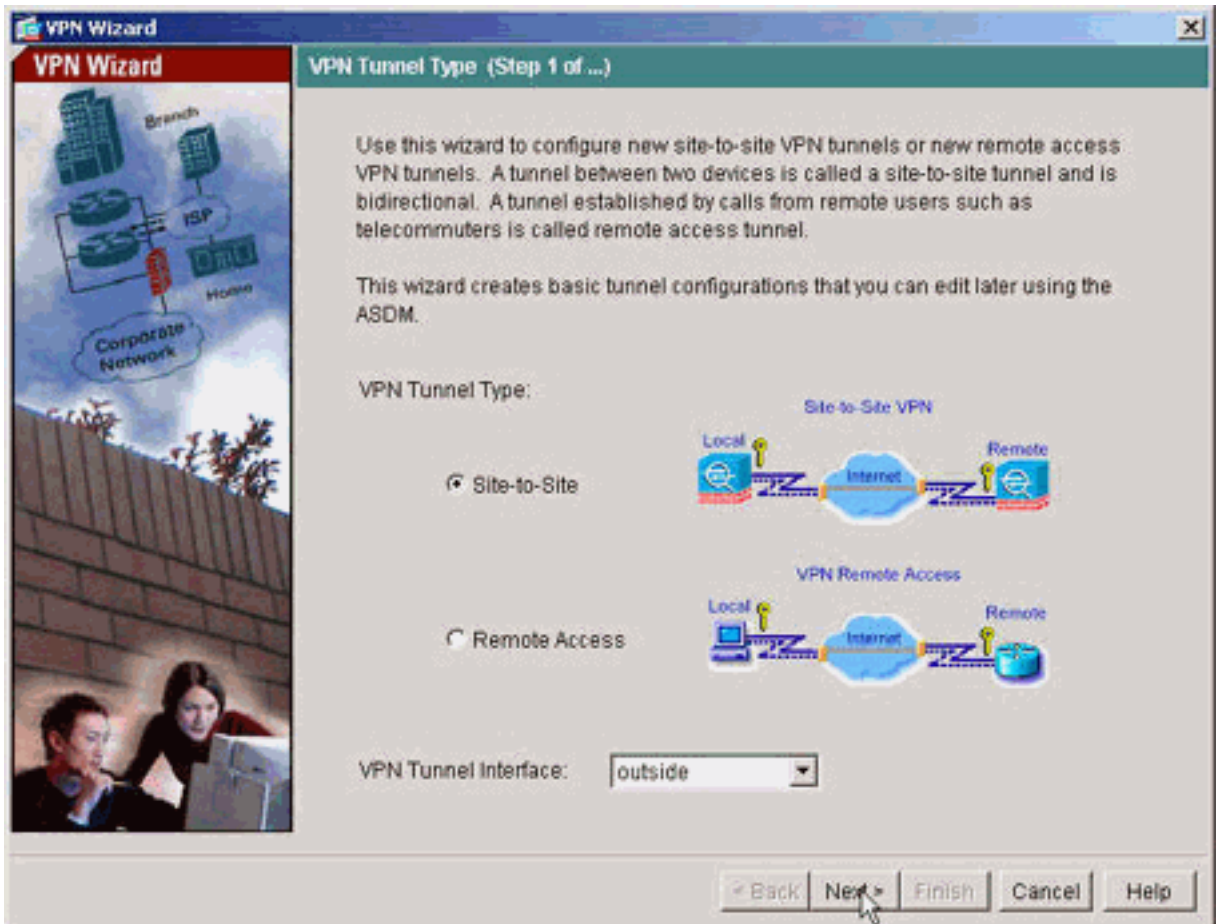 VPN Wizard
VPN Wizard
VPN Tunnel Type (Step 1 of ...)
Branch
ISP
Home
Corporate
Network
Use this wizard to configure new site-to-site VPN tunnels or new remote access
VPN tunnels. A tunnel between two devices is called a site-to-site tunnel and is
bidirectional. A tunnel established by calls from remote users such as
telecommuters is called remote access tunnel.
This wizard creates basic tunnel configurations that you can edit later using the
ASDM.
VPN Tunnel Type:
Site-to-Site VPN
Local
Remote
Internet
Site-to-Site
VPN Remote Access
Local
Remote
Internet
Remote Access
VPN Tunnel Interface:
outside
< Back
Next >
Finish
Cancel
Help